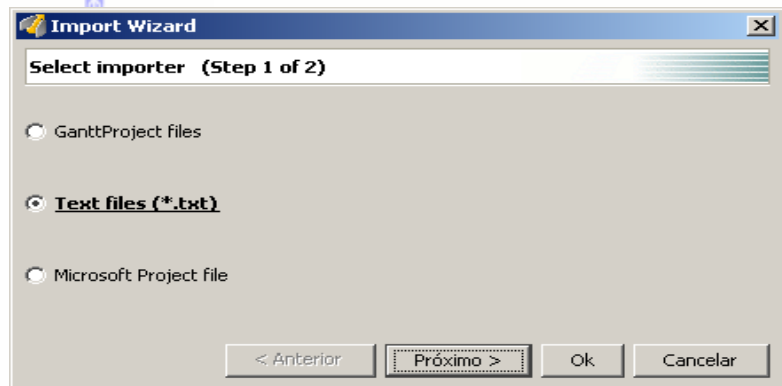 Import Wizard
Select importer (Step 1 of 2)
GanttProject files
Text files (*.txt)
Microsoft Project file
< Anterior Próximo > Ok Cancelar